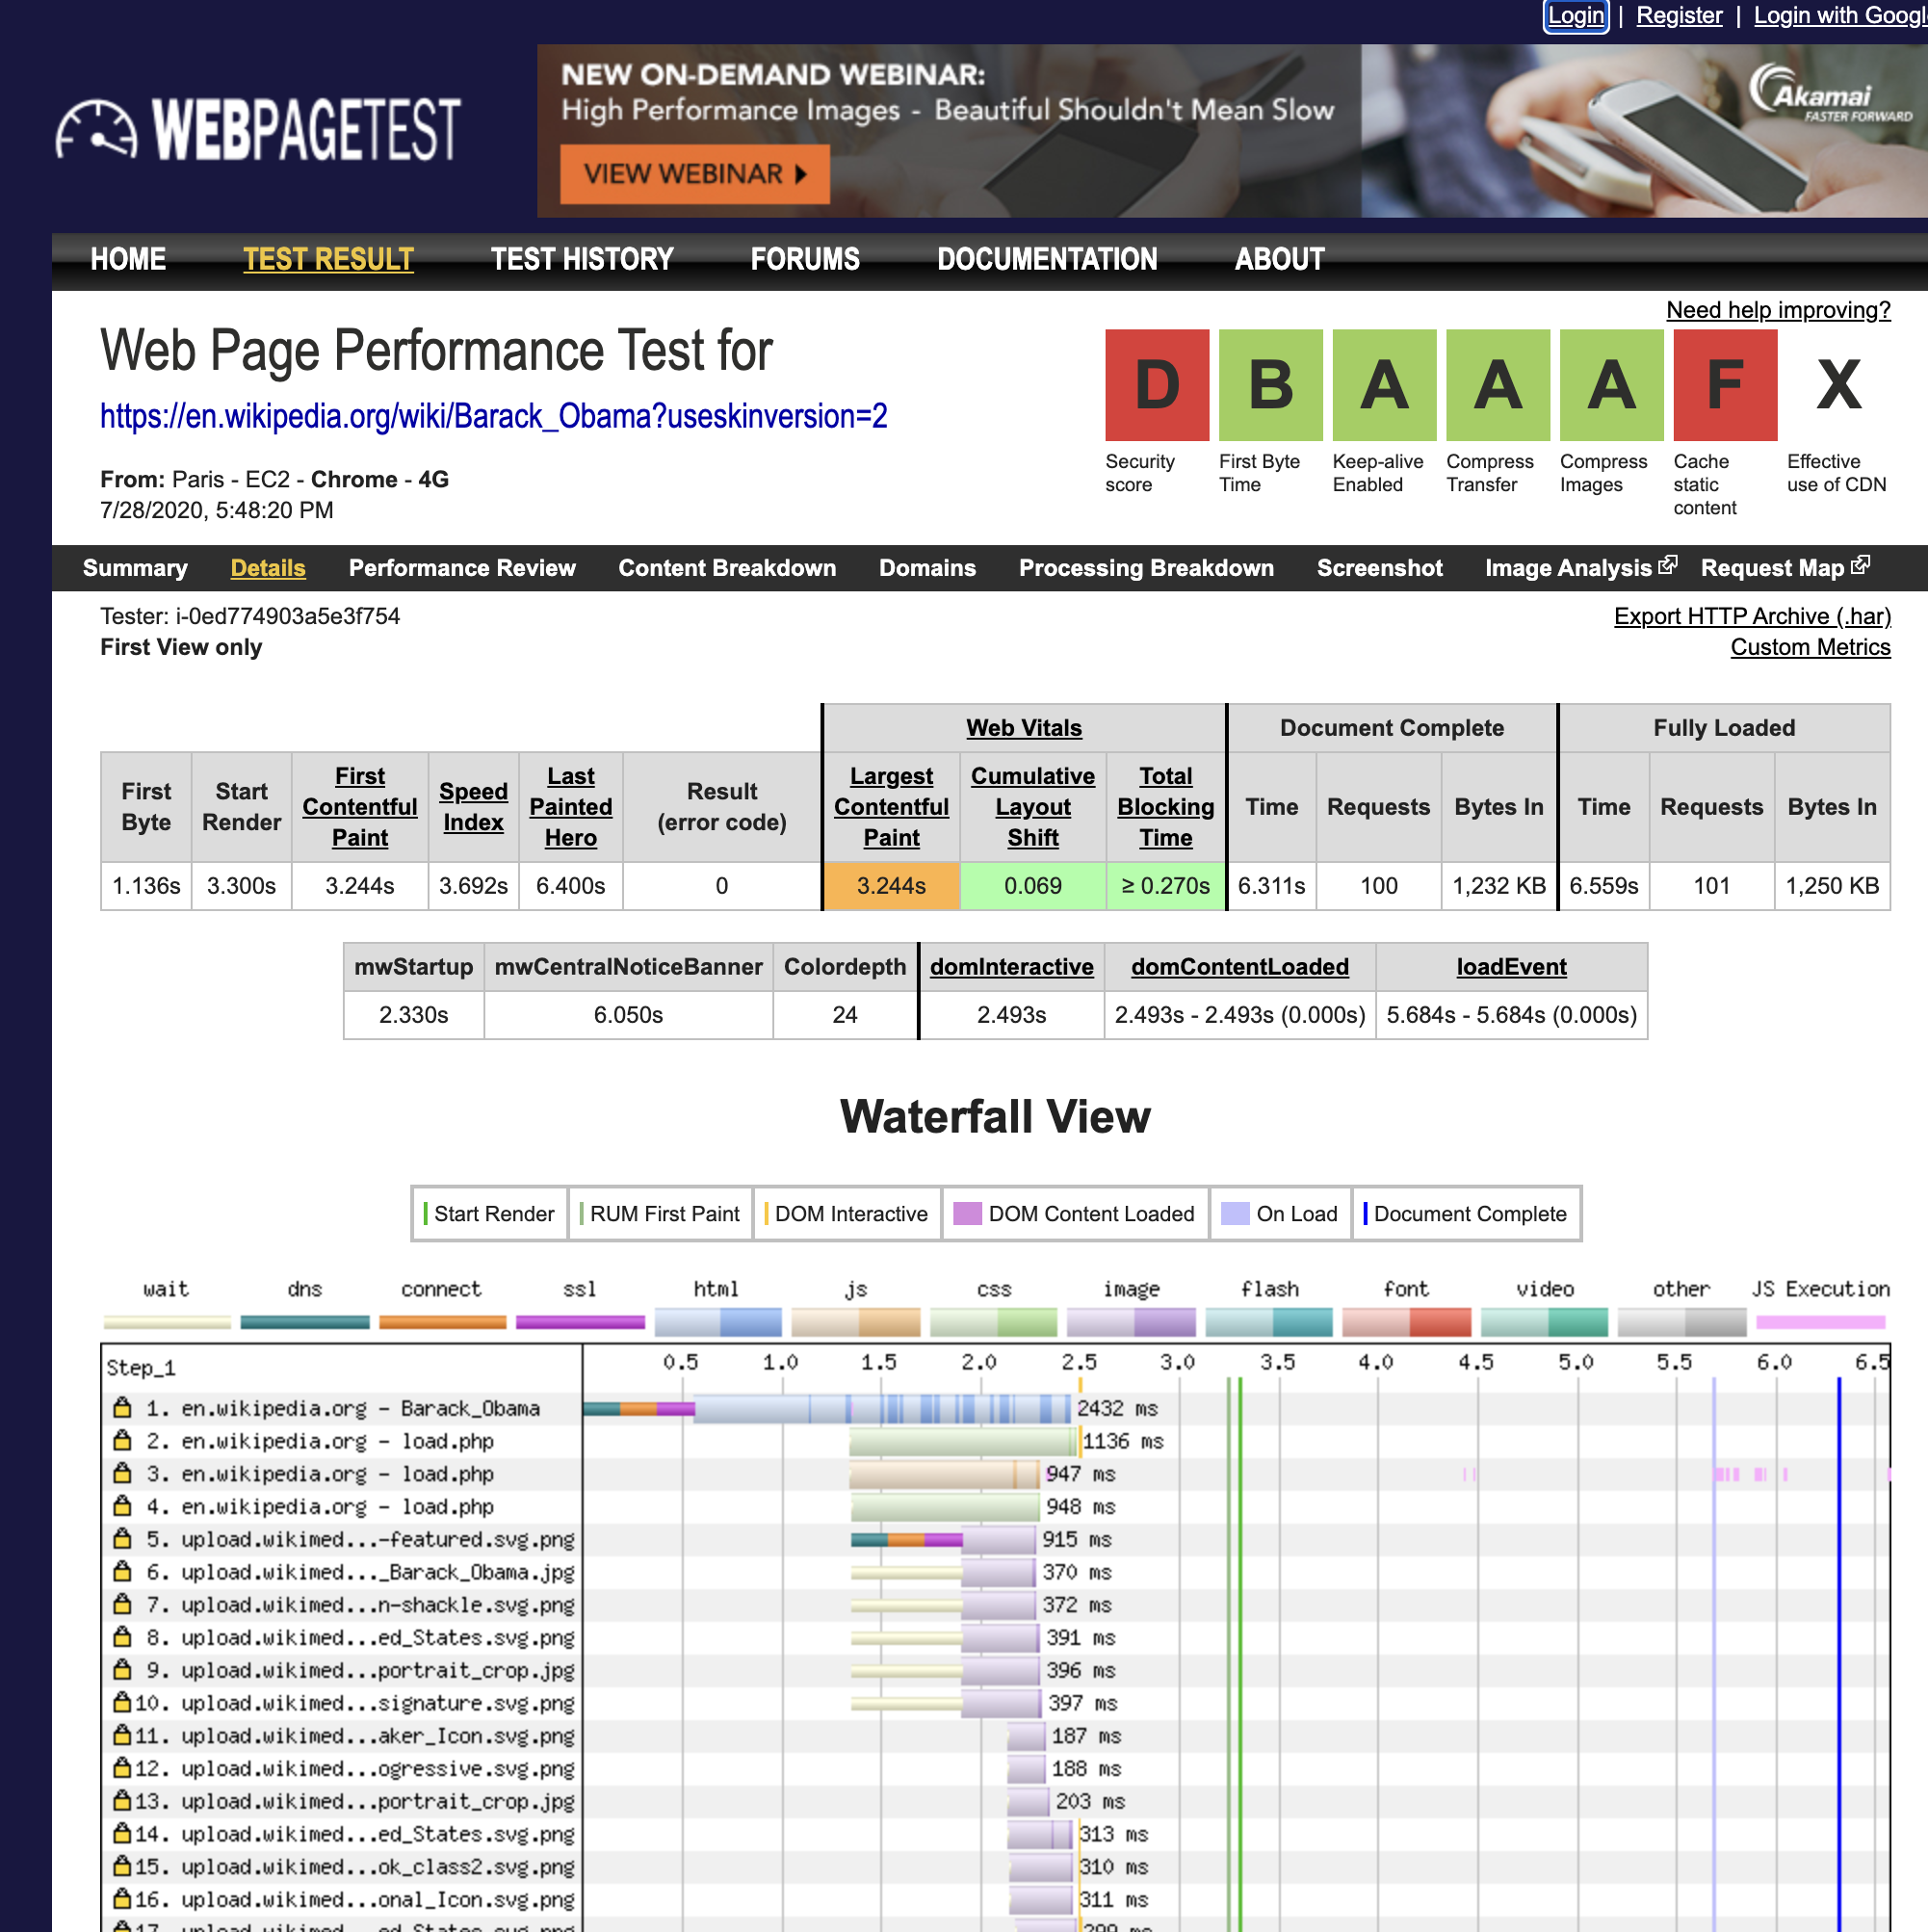 Login | Register | Login with Googl
NEW ON-DEMAND WEBINAR:
High Performance Images - Beautiful Shouldn't Mean Slow
VIEW WEBINAR
Akamai
FASTER FORWARD
WEBPAGETEST
HOME TEST RESULT TEST HISTORY FORUMS DOCUMENTATION ABOUT
Need help improving?
Web Page Performance Test for
https://en.wikipedia.org/wiki/Barack_Obama?useskinversion=2
From: Paris - EC2 - Chrome - 4G
7/28/2020, 5:48:20 PM
D B A A A F X
Security score
First Byte Time
Keep-alive Enabled
Compress Transfer
Compress Images
Cache static content
Effective use of CDN
Summary Details Performance Review Content Breakdown Domains Processing Breakdown Screenshot Image Analysis Request Map
Tester: i-0ed774903a5e3f754
First View only
Export HTTP Archive (.har)
Custom Metrics
Web Vitals Document Complete Fully Loaded
First Byte Start Render First Contentful Paint Speed Index Last Painted Hero Result (error code) Largest Contentful Paint Cumulative Layout Shift Total Blocking Time Time Requests Bytes In Time Requests Bytes In
1.136s 3.300s 3.244s 3.692s 6.400s 0 3.244s 0.069 ≥ 0.270s 6.311s 100 1,232 KB 6.559s 101 1,250 KB
mwStartup mwCentralNoticeBanner Colordepth domInteractive domContentLoaded loadEvent
2.330s 6.050s 24 2.493s 2.493s - 2.493s (0.000s) 5.684s - 5.684s (0.000s)
Waterfall View
Start Render RUM First Paint DOM Interactive DOM Content Loaded On Load Document Complete
wait dns connect ssl html js css image flash font video other JS Execution
Step_1 0.5 1.0 1.5 2.0 2.5 3.0 3.5 4.0 4.5 5.0 5.5 6.0 6.5
1. en.wikipedia.org - Barack_Obama 2432 ms
2. en.wikipedia.org - load.php 1136 ms
3. en.wikipedia.org - load.php 947 ms
4. en.wikipedia.org - load.php 948 ms
5. upload.wikimed...-featured.svg.png 915 ms
6. upload.wikimed..._Barack_Obama.jpg 370 ms
7. upload.wikimed...n-shackle.svg.png 372 ms
8. upload.wikimed...ed_States.svg.png 391 ms
9. upload.wikimed...portrait_crop.jpg 396 ms
10. upload.wikimed...signature.svg.png 397 ms
11. upload.wikimed...aker_Icon.svg.png 187 ms
12. upload.wikimed...ogressive.svg.png 188 ms
13. upload.wikimed...portrait_crop.jpg 203 ms
14. upload.wikimed...ed_States.svg.png 313 ms
15. upload.wikimed...ok_class2.svg.png 310 ms
16. upload.wikimed...onal_Icon.svg.png 311 ms